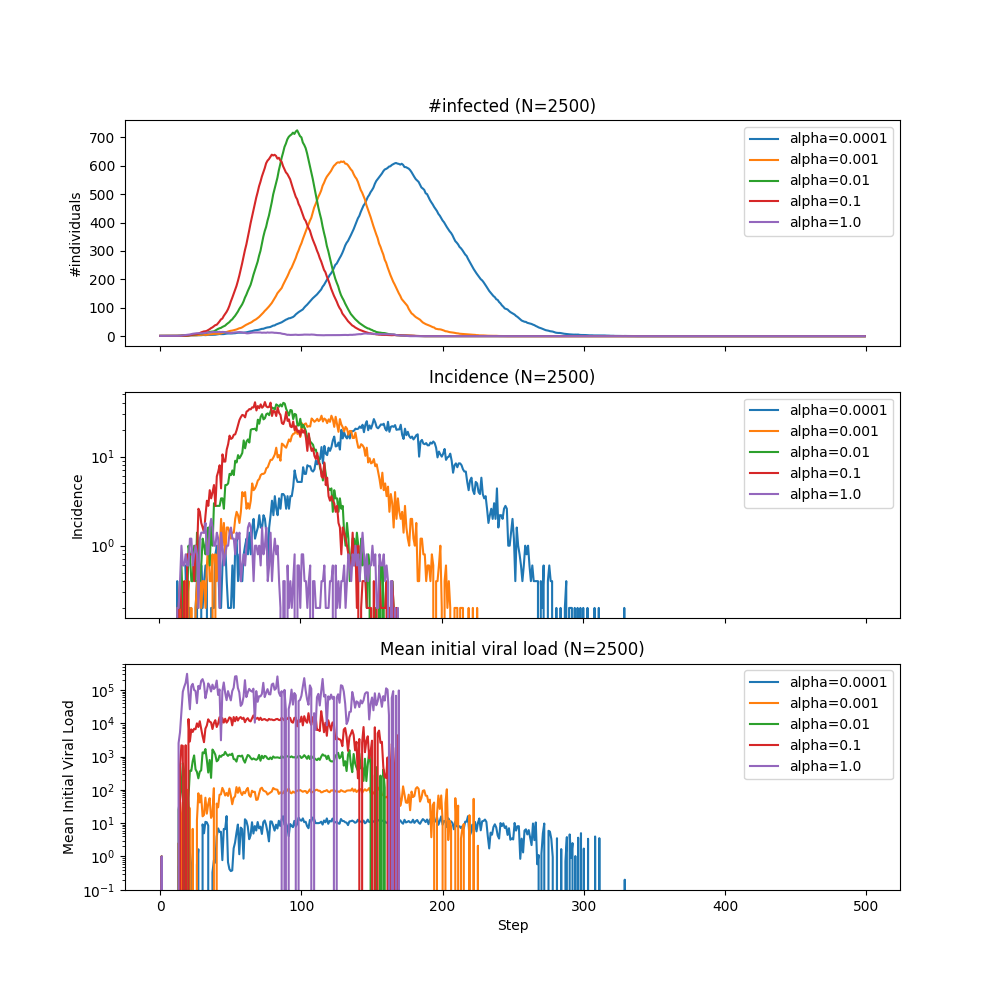 #infected (N=2500)
#individuals
700
600
500
400
300
200
100
0
alpha=0.0001
alpha=0.001
alpha=0.01
alpha=0.1
alpha=1.0
Incidence (N=2500)
Incidence
10¹
10⁰
alpha=0.0001
alpha=0.001
alpha=0.01
alpha=0.1
alpha=1.0
Mean initial viral load (N=2500)
Mean Initial Viral Load
10⁵
10⁴
10³
10²
10¹
10⁰
10⁻¹
alpha=0.0001
alpha=0.001
alpha=0.01
alpha=0.1
alpha=1.0
0 100 200 300 400 500
Step